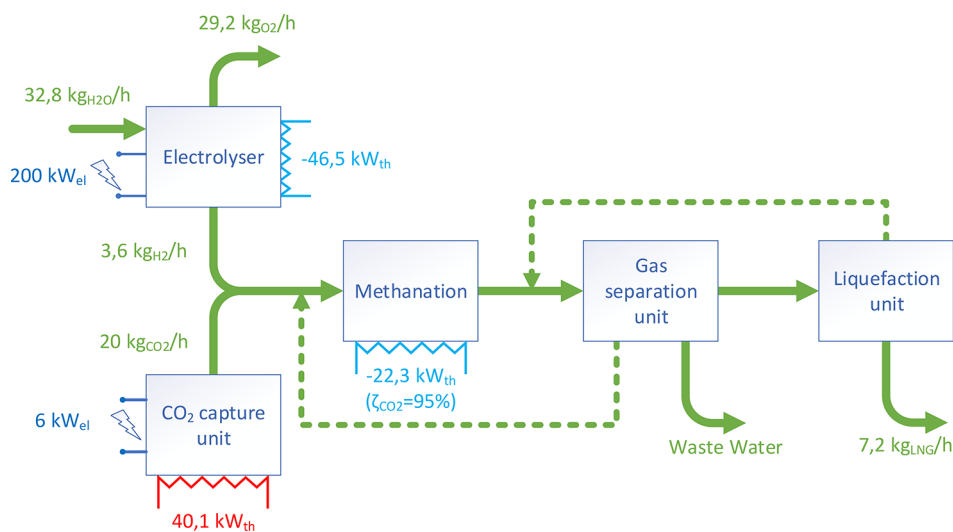 29,2 kgO2/h
32,8 kgH2O/h
Electrolyser
-46,5 kWth
200 kWel
3,6 kgH2/h
Methanation
Gas
separation
unit
Liquefaction
unit
20 kgCO2/h
-22,3 kWth
(ζCO2=95%)
6 kWel
CO2 capture
unit
Waste Water
7,2 kgLNG/h
40,1 kWth